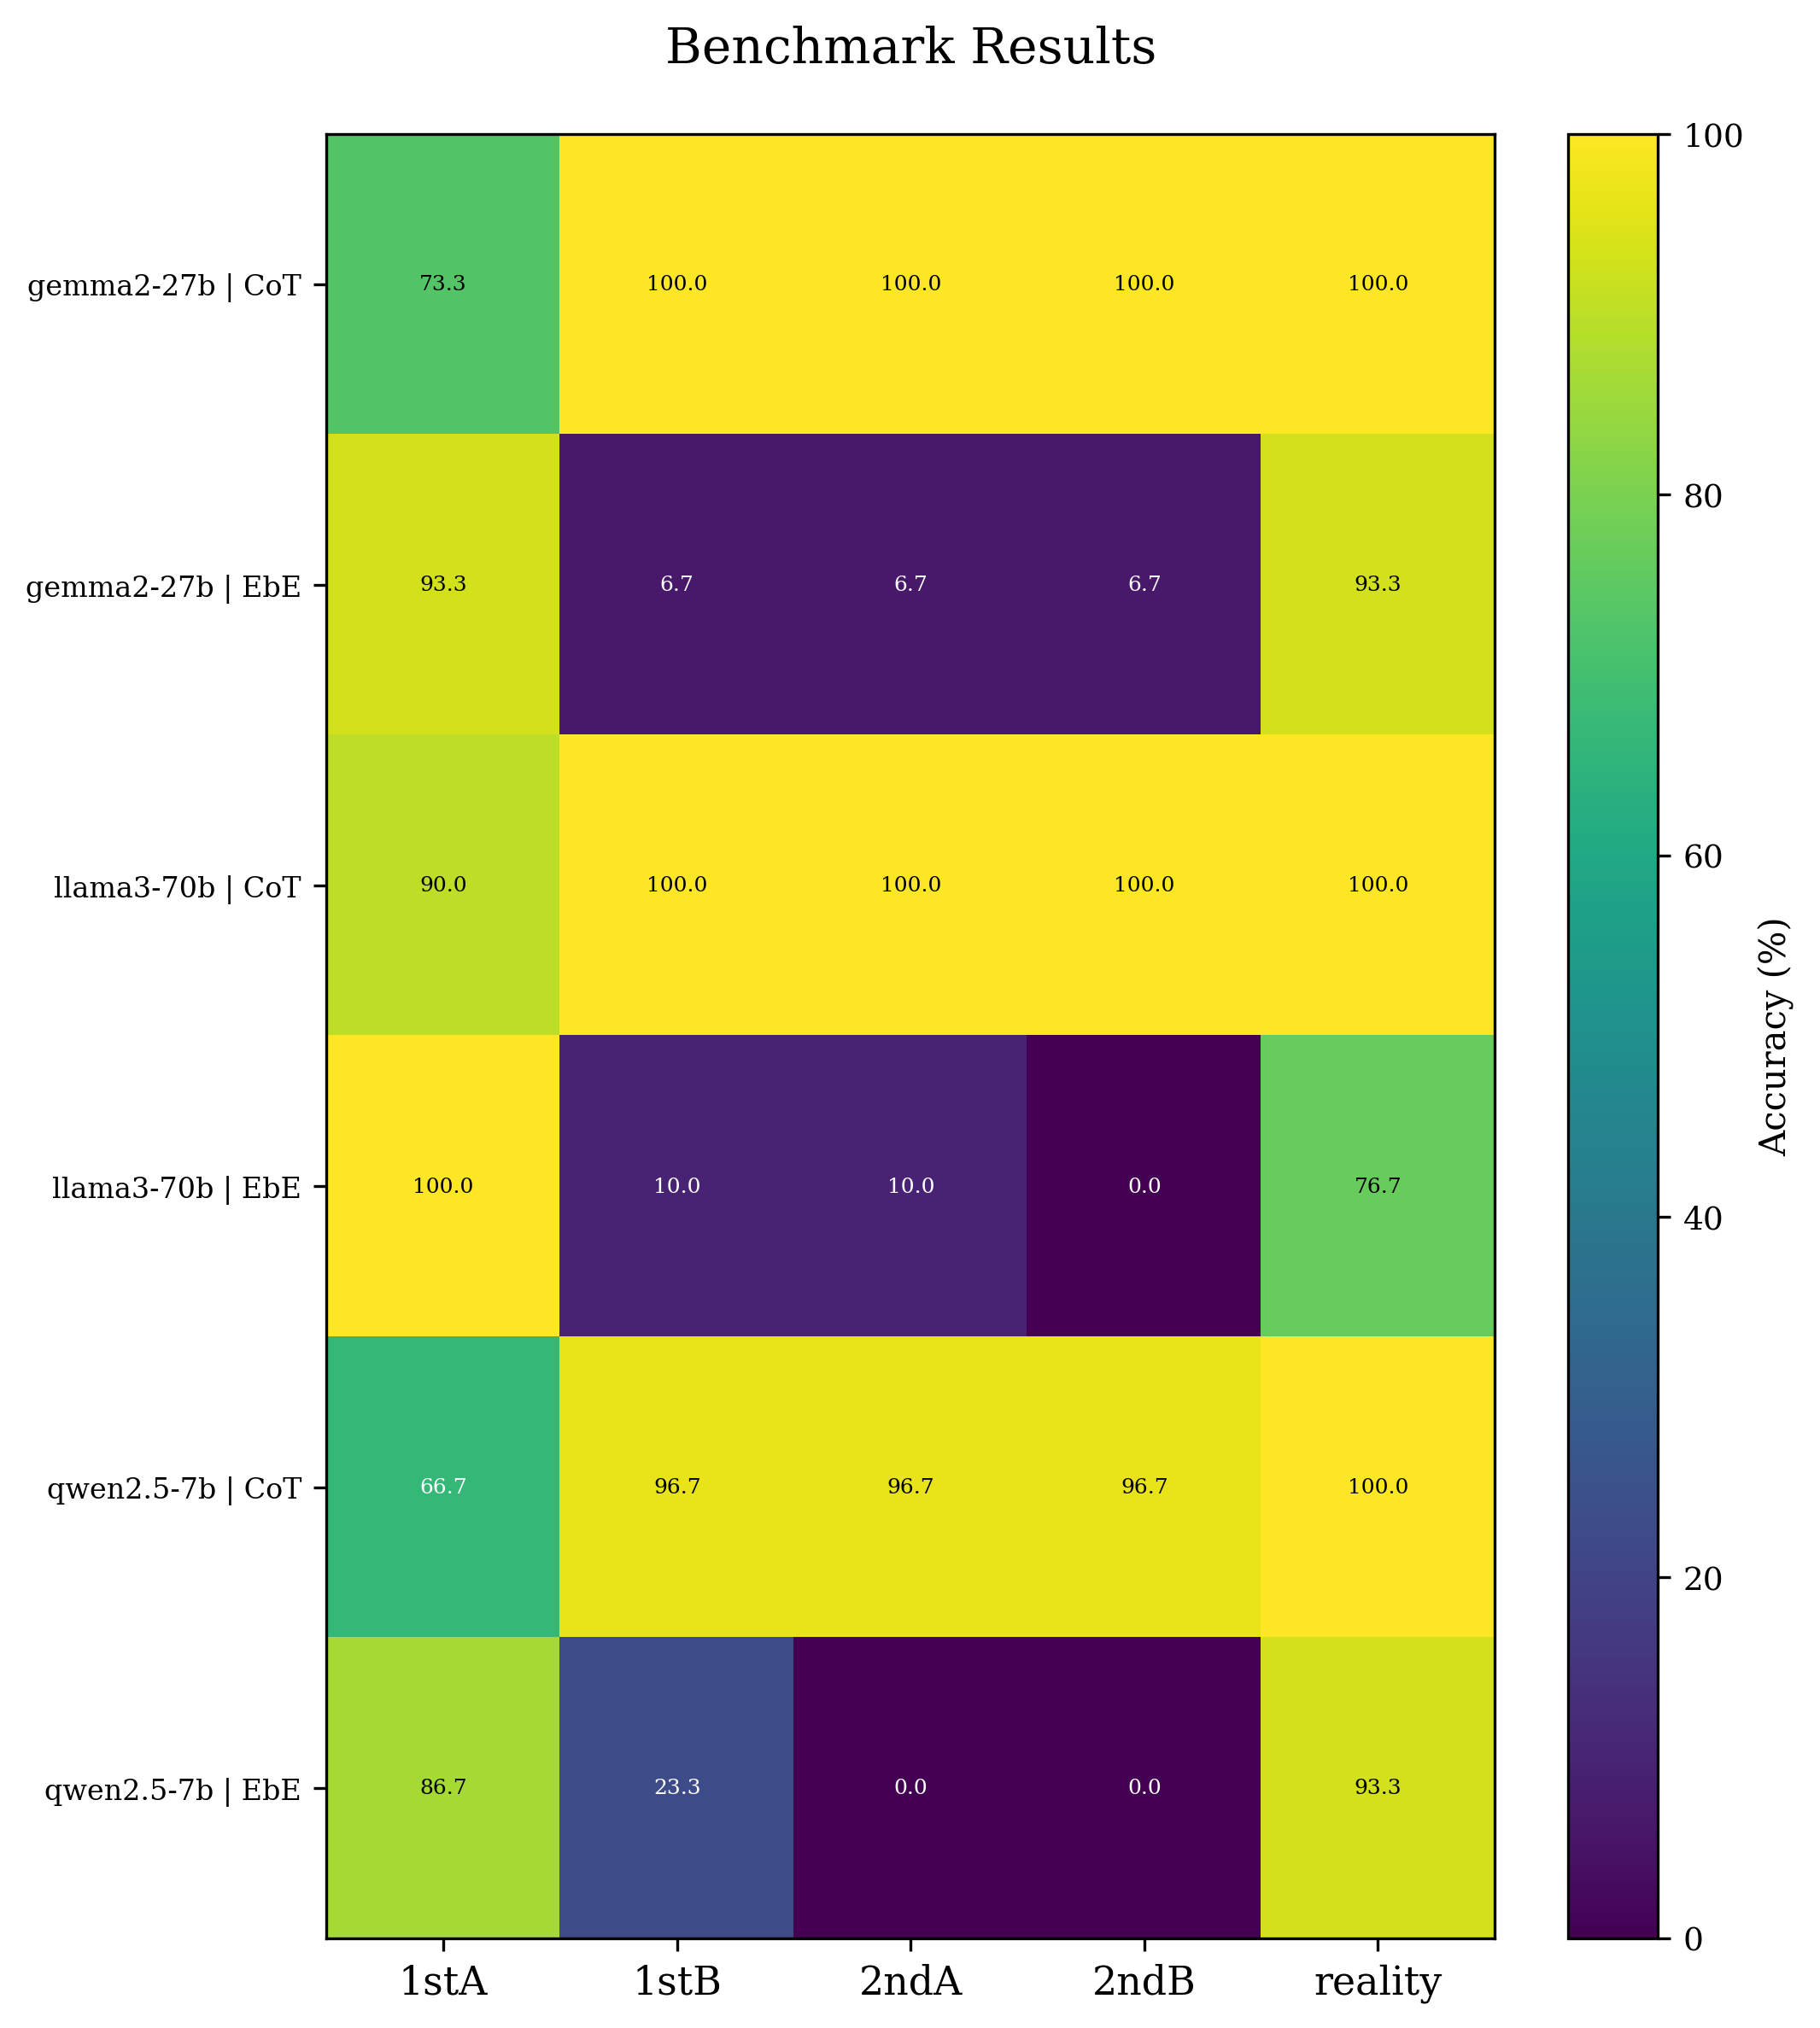 Benchmark Results
gemma2-27b | CoT 73.3 100.0 100.0 100.0 100.0
gemma2-27b | EbE 93.3 6.7 6.7 6.7 93.3
llama3-70b | CoT 90.0 100.0 100.0 100.0 100.0
llama3-70b | EbE 100.0 10.0 10.0 0.0 76.7
qwen2.5-7b | CoT 66.7 96.7 96.7 96.7 100.0
qwen2.5-7b | EbE 86.7 23.3 0.0 0.0 93.3
1stA 1stB 2ndA 2ndB reality
100
80
60
40
20
0
Accuracy (%)